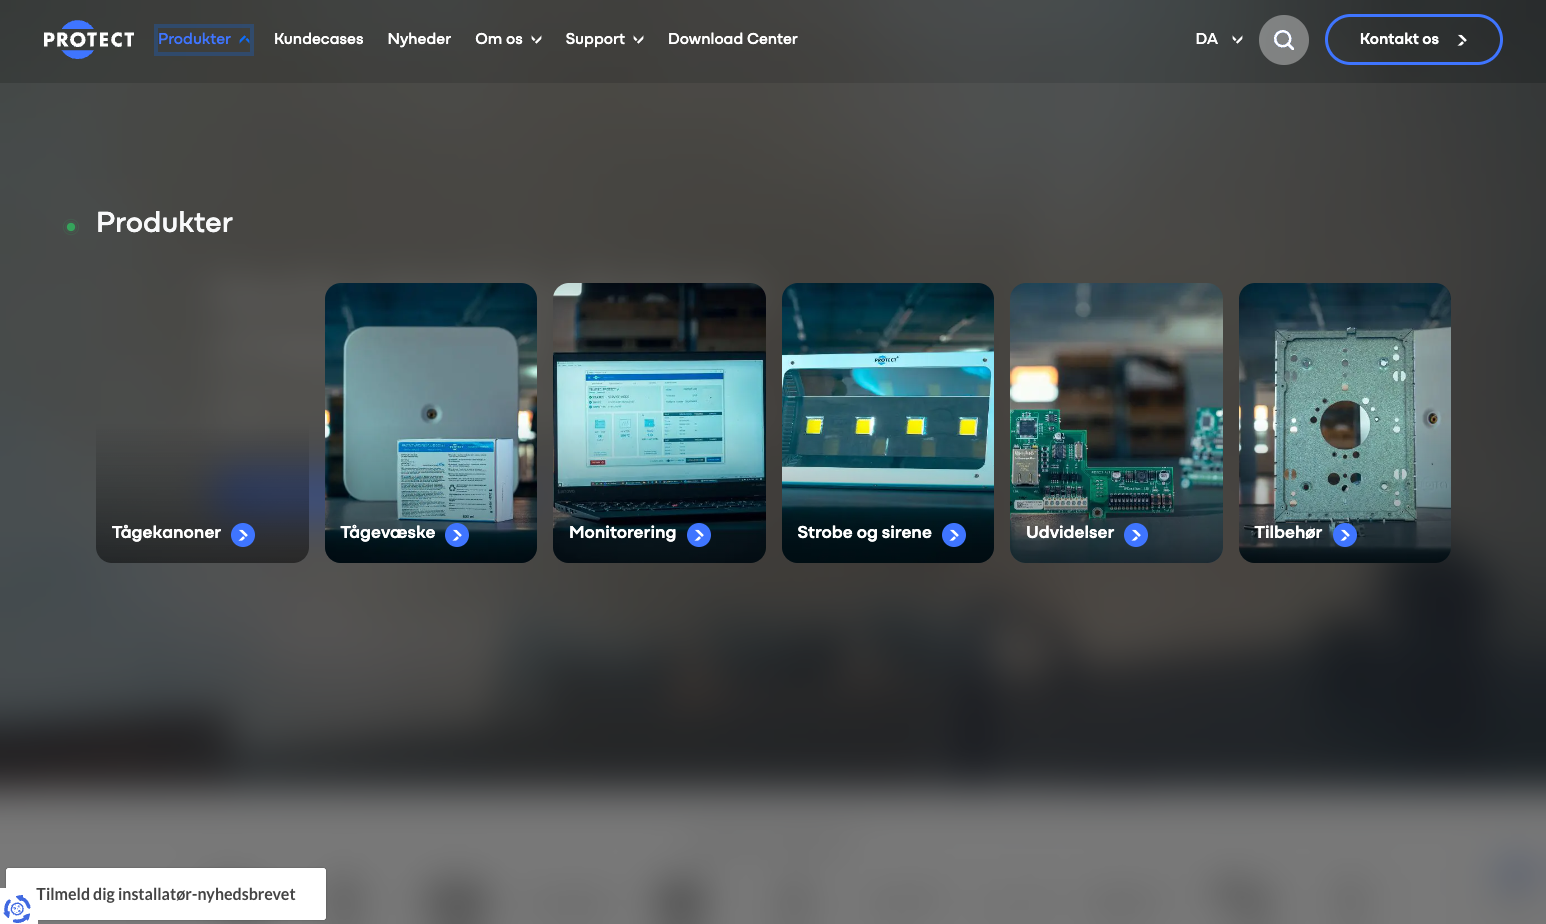 PROTECT
Produkter
Kundecases
Nyheder
Om os
Support
Download Center
DA
Kontakt os
Produkter
PROTECT
Tågekanoner
Tågevæske
Monitorering
Strobe og sirene
Udvidelser
Tilbehør
Tilmeld dig installatør-nyhedsbrevet